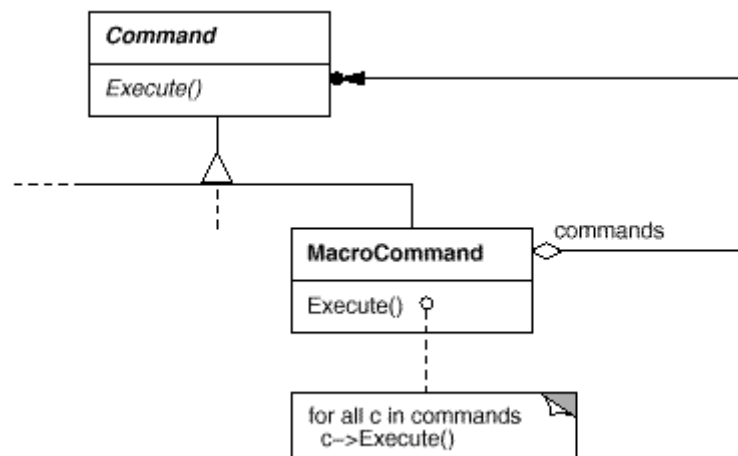 Command
Execute()
commands
MacroCommand
Execute()
for all c in commands
c->Execute()